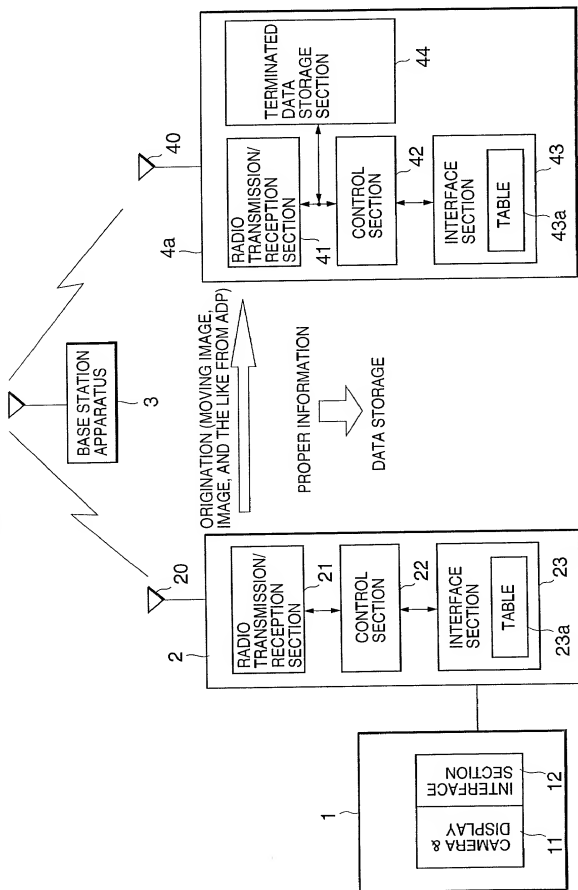 3
BASE STATION
APPARATUS
20
40
2
RADIO
TRANSMISSION/
RECEPTION
SECTION
21
CONTROL
SECTION
22
INTERFACE
SECTION
TABLE
23
23a
1
CAMERA &
DISPLAY
11
INTERFACE
SECTION
12
ORIGINATION (MOVING IMAGE,
IMAGE, AND THE LIKE FROM ADP)
PROPER INFORMATION
DATA STORAGE
4a
RADIO
TRANSMISSION/
RECEPTION
SECTION
41
TERMINATED
DATA
STORAGE
SECTION
44
CONTROL
SECTION
42
INTERFACE
SECTION
TABLE
43
43a